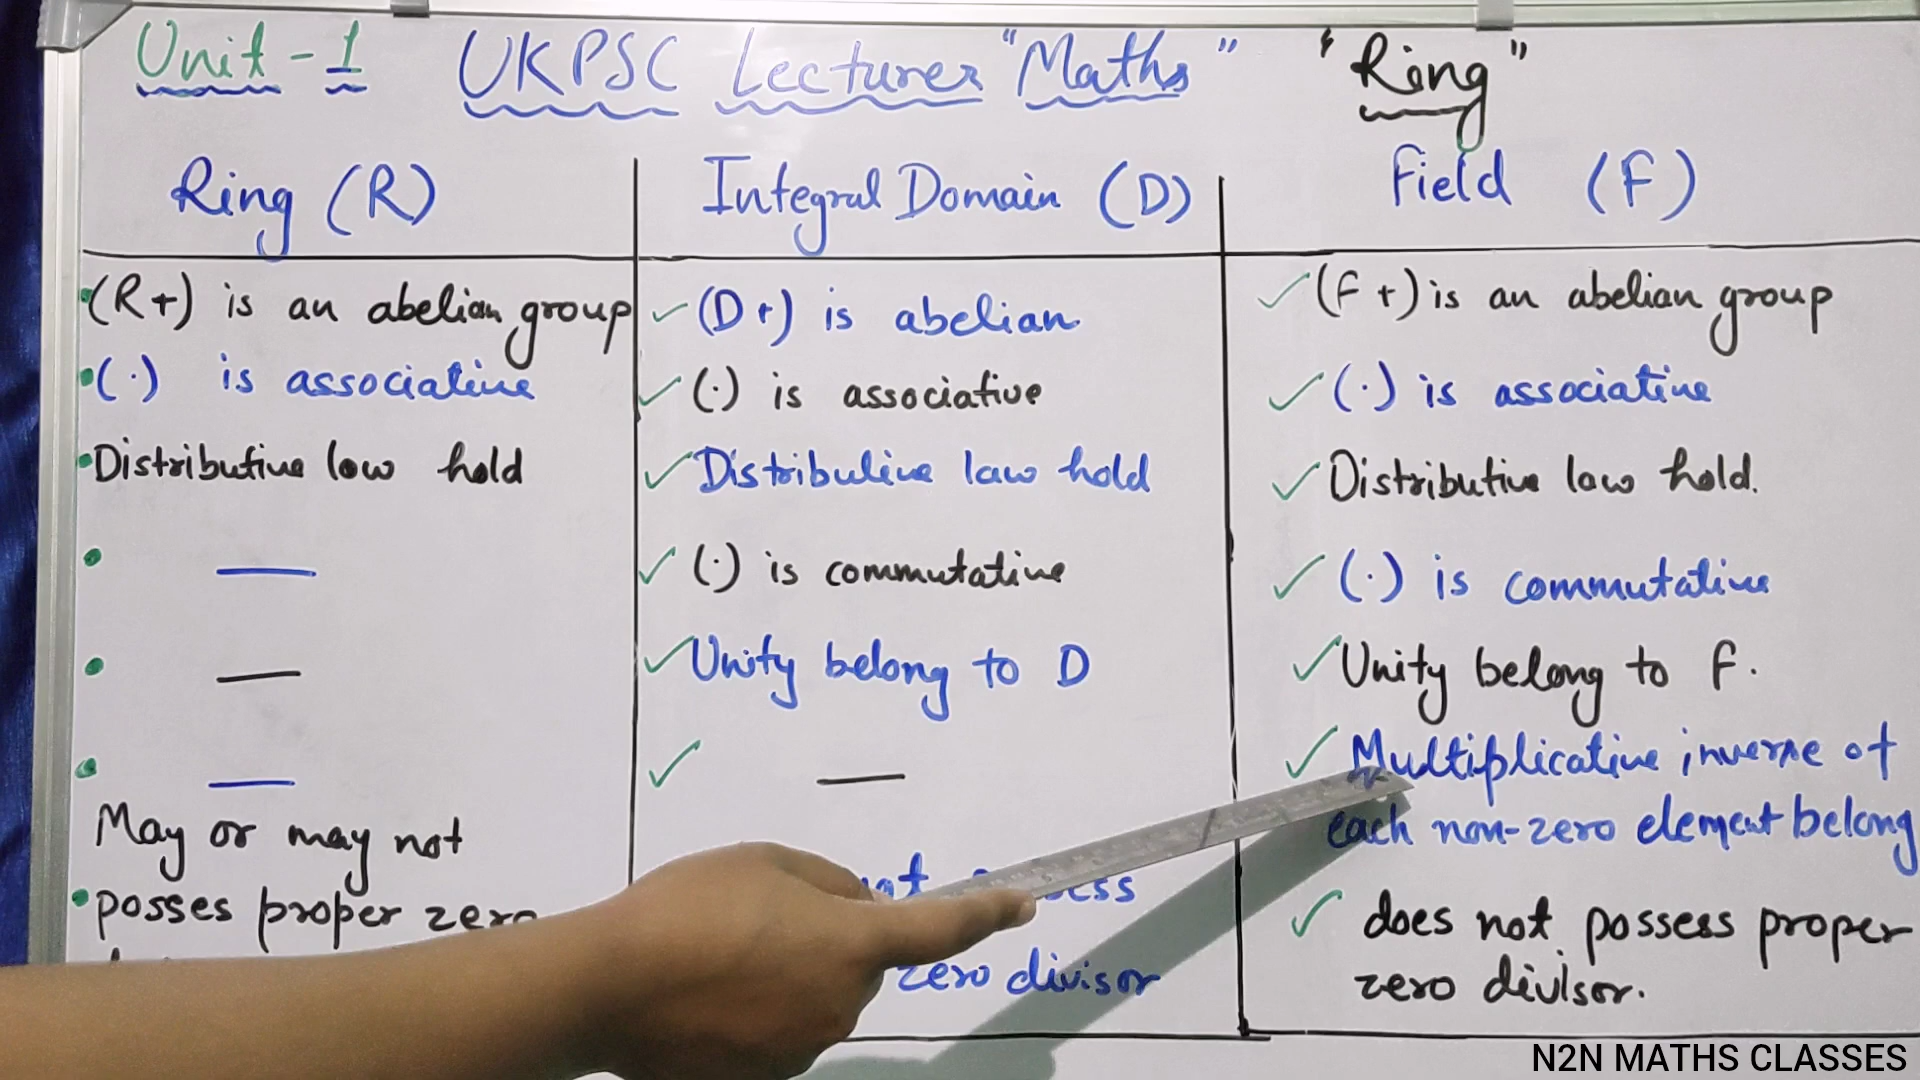 Unit - 1 UKPSC Lecturer "Maths" "Ring"
Ring (R)
(R+) is an abelian group
(·) is associative
Distributive low hold
May or may not
posses proper zero
Integral Domain (D)
(D+) is abelian.
(·) is associative
Distributive law hold
(·) is commutative
Unity belong to D
zero divisor
Field (F)
(F+) is an abelian group
(·) is associative
Distributive law hold.
(·) is commutative
Unity belong to F.
Multiplicative inverse of
each non-zero element belong
does not possess proper
zero divisor.
N2N MATHS CLASSES